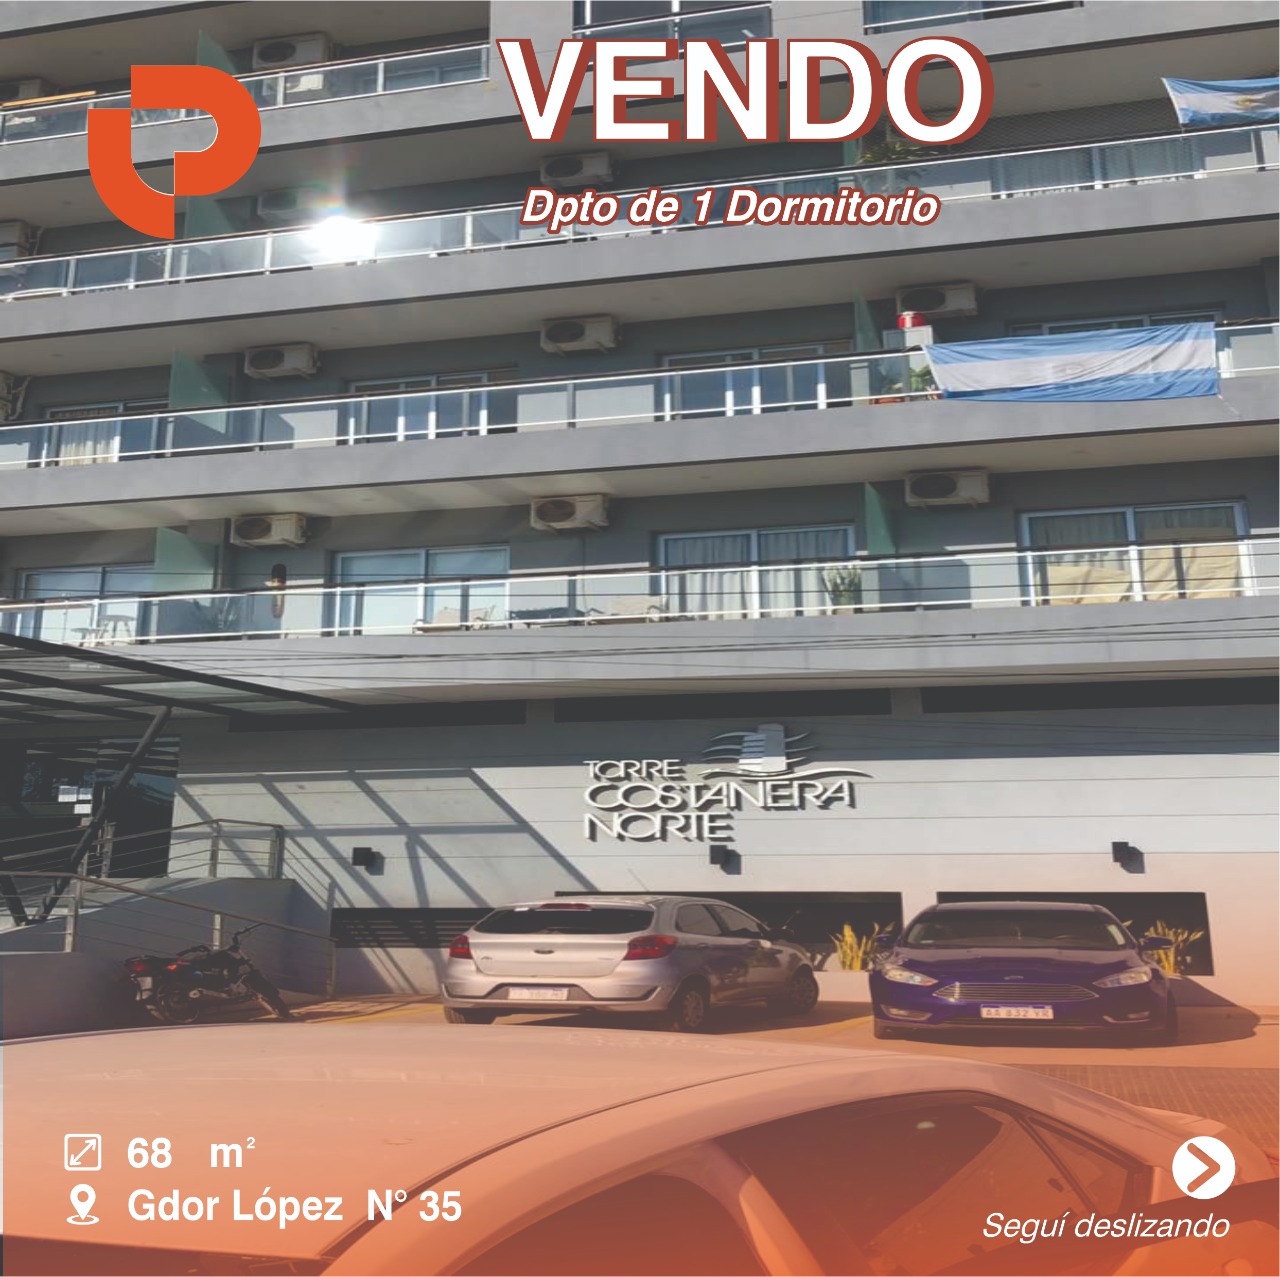 VENDO
Dpto de 1 Dormitorio
TORRE
COSTANERA
NORTE
68 m²
Gdor López N° 35
Seguí deslizando